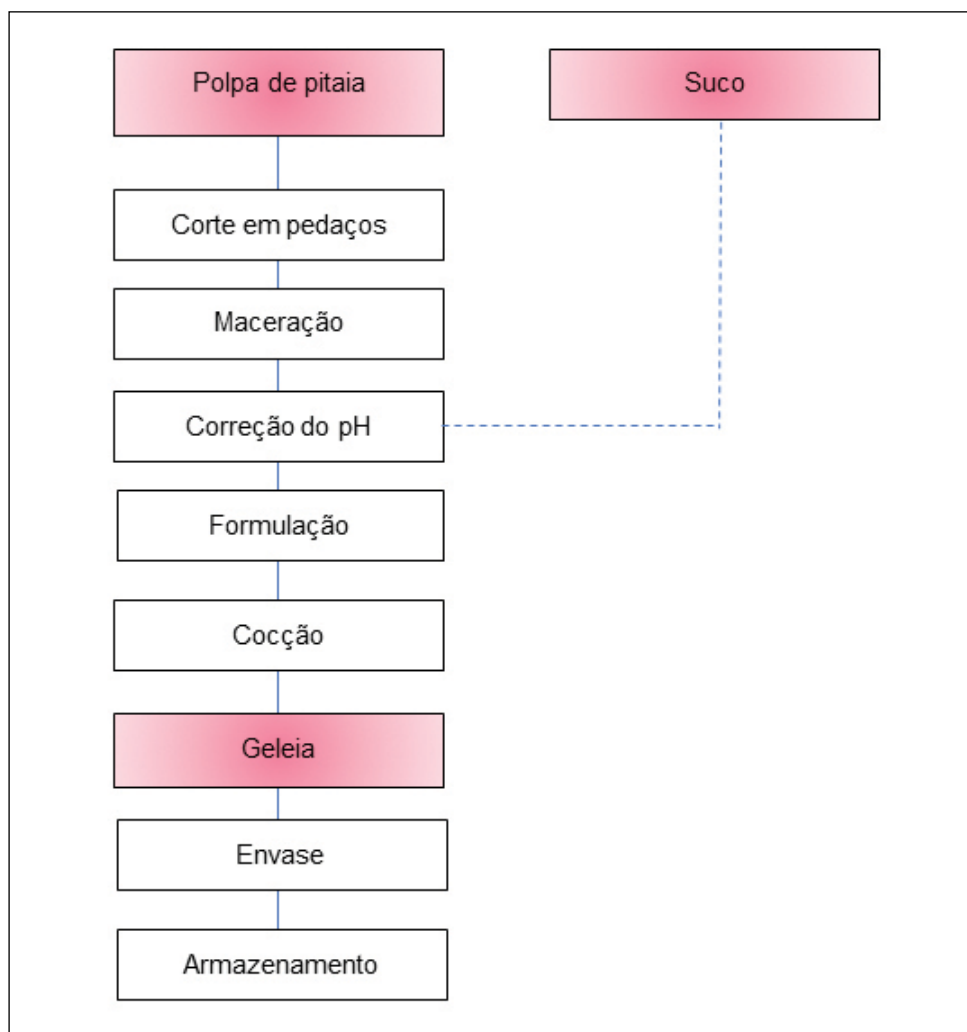 Polpa de pitaia
Suco
Corte em pedaços
Maceração
Correção do pH
Formulação
Cocção
Geleia
Envase
Armazenamento